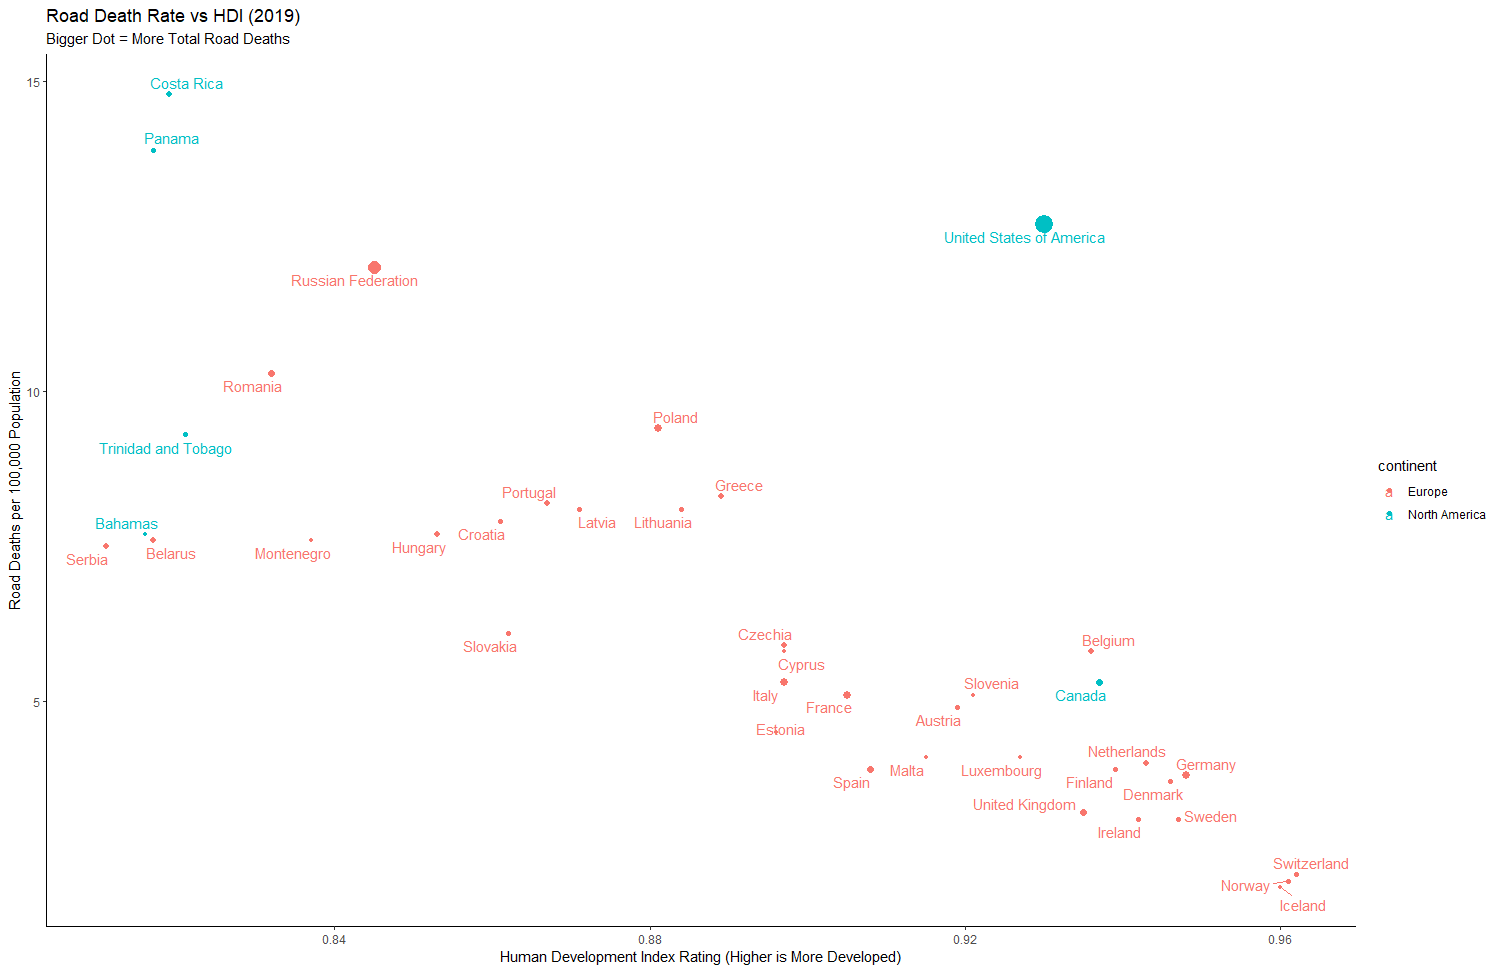 Road Death Rate vs HDI (2019)
Bigger Dot = More Total Road Deaths
15
10
5
Road Deaths per 100,000 Population
Costa Rica
Panama
United States of America
Russian Federation
Romania
Poland
Trinidad and Tobago
Greece
Portugal
Latvia
Lithuania
Bahamas
Croatia
Serbia
Belarus
Montenegro
Hungary
Slovakia
Czechia
Cyprus
Belgium
Italy
Slovenia
Canada
France
Austria
Estonia
Netherlands
Germany
Malta
Luxembourg
Spain
Finland
Denmark
United Kingdom
Sweden
Ireland
Switzerland
Norway
Iceland
0.84
0.88
0.92
0.96
Human Development Index Rating (Higher is More Developed)
continent
a Europe
a North America